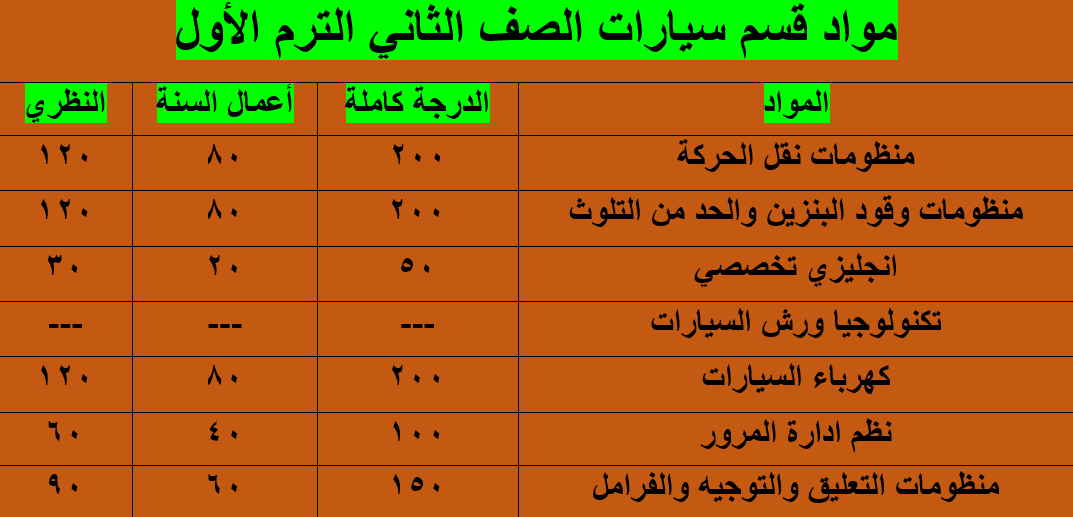 مواد قسم سيارات الصف الثاني الترم الأول
المواد الدرجة كاملة أعمال السنة النظري
منظومات نقل الحركة ٢٠٠ ٨٠ ١٢٠
منظومات وقود البنزين والحد من التلوث ٢٠٠ ٨٠ ١٢٠
انجليزي تخصصي ٥٠ ٢٠ ٣٠
تكنولوجيا ورش السيارات --- --- ---
كهرباء السيارات ٢٠٠ ٨٠ ١٢٠
نظم ادارة المرور ١٠٠ ٤٠ ٦٠
منظومات التعليق والتوجيه والفرامل ١٥٠ ٦٠ ٩٠